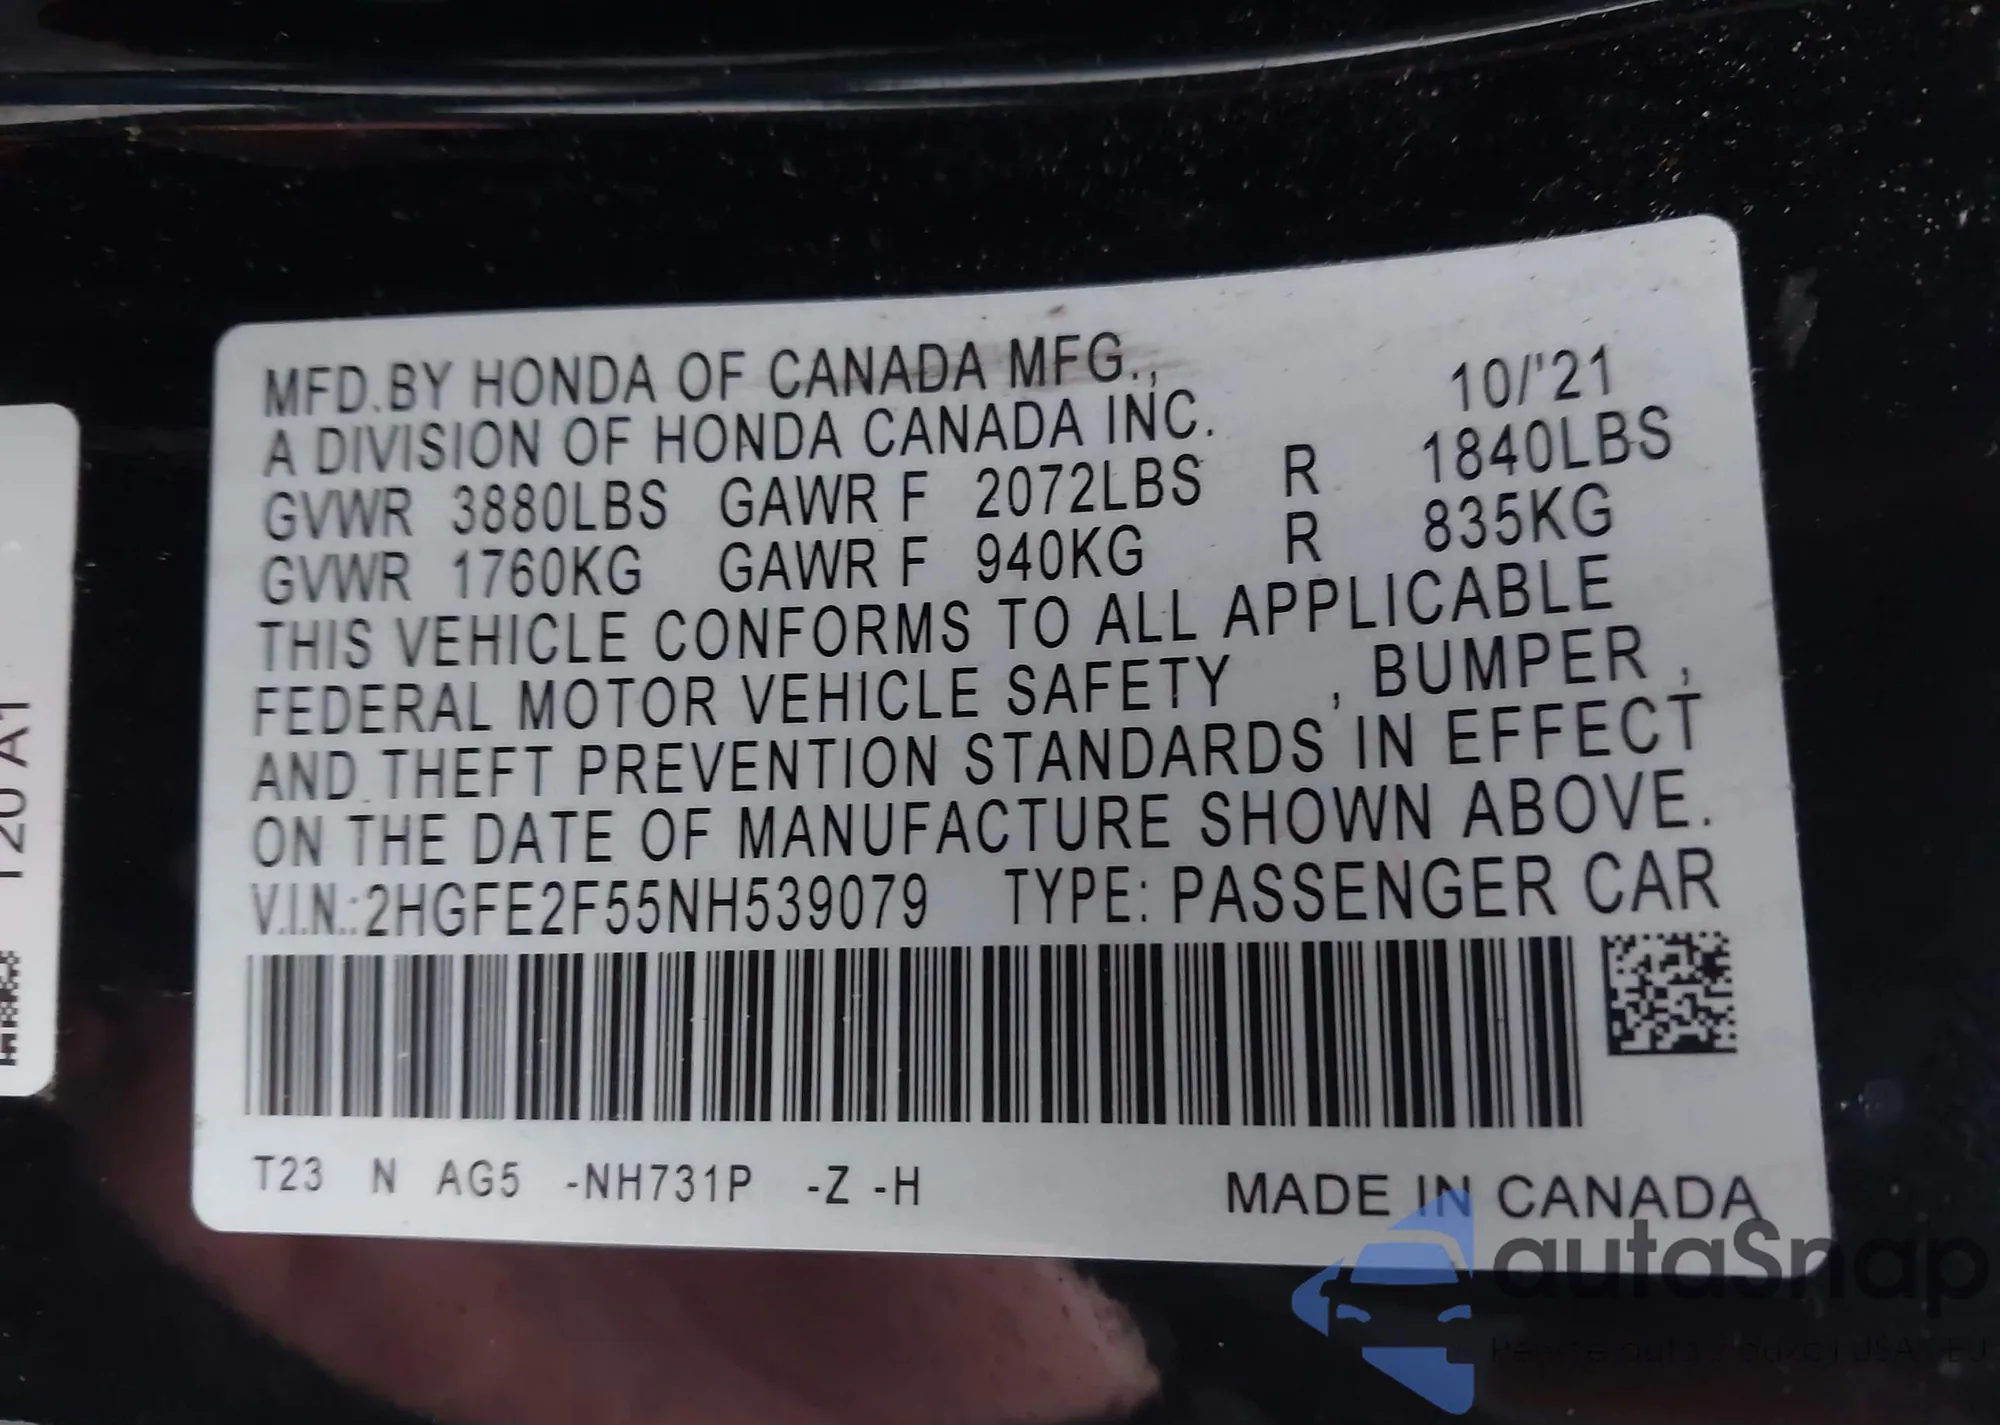 MFD.BY HONDA OF CANADA MFG.,
10/'21
A DIVISION OF HONDA CANADA INC.
GVWR 3880LBS GAWR F 2072LBS R 1840LBS
GVWR 1760KG GAWR F 940KG R 835KG
THIS VEHICLE CONFORMS TO ALL APPLICABLE
FEDERAL MOTOR VEHICLE SAFETY , BUMPER ,
AND THEFT PREVENTION STANDARDS IN EFFECT
ON THE DATE OF MANUFACTURE SHOWN ABOVE.
V.I.N.:2HGFE2F55NH539079 TYPE: PASSENGER CAR
T23 N AG5 -NH731P -Z -H
MADE IN CANADA
T20 A1
autaSnap